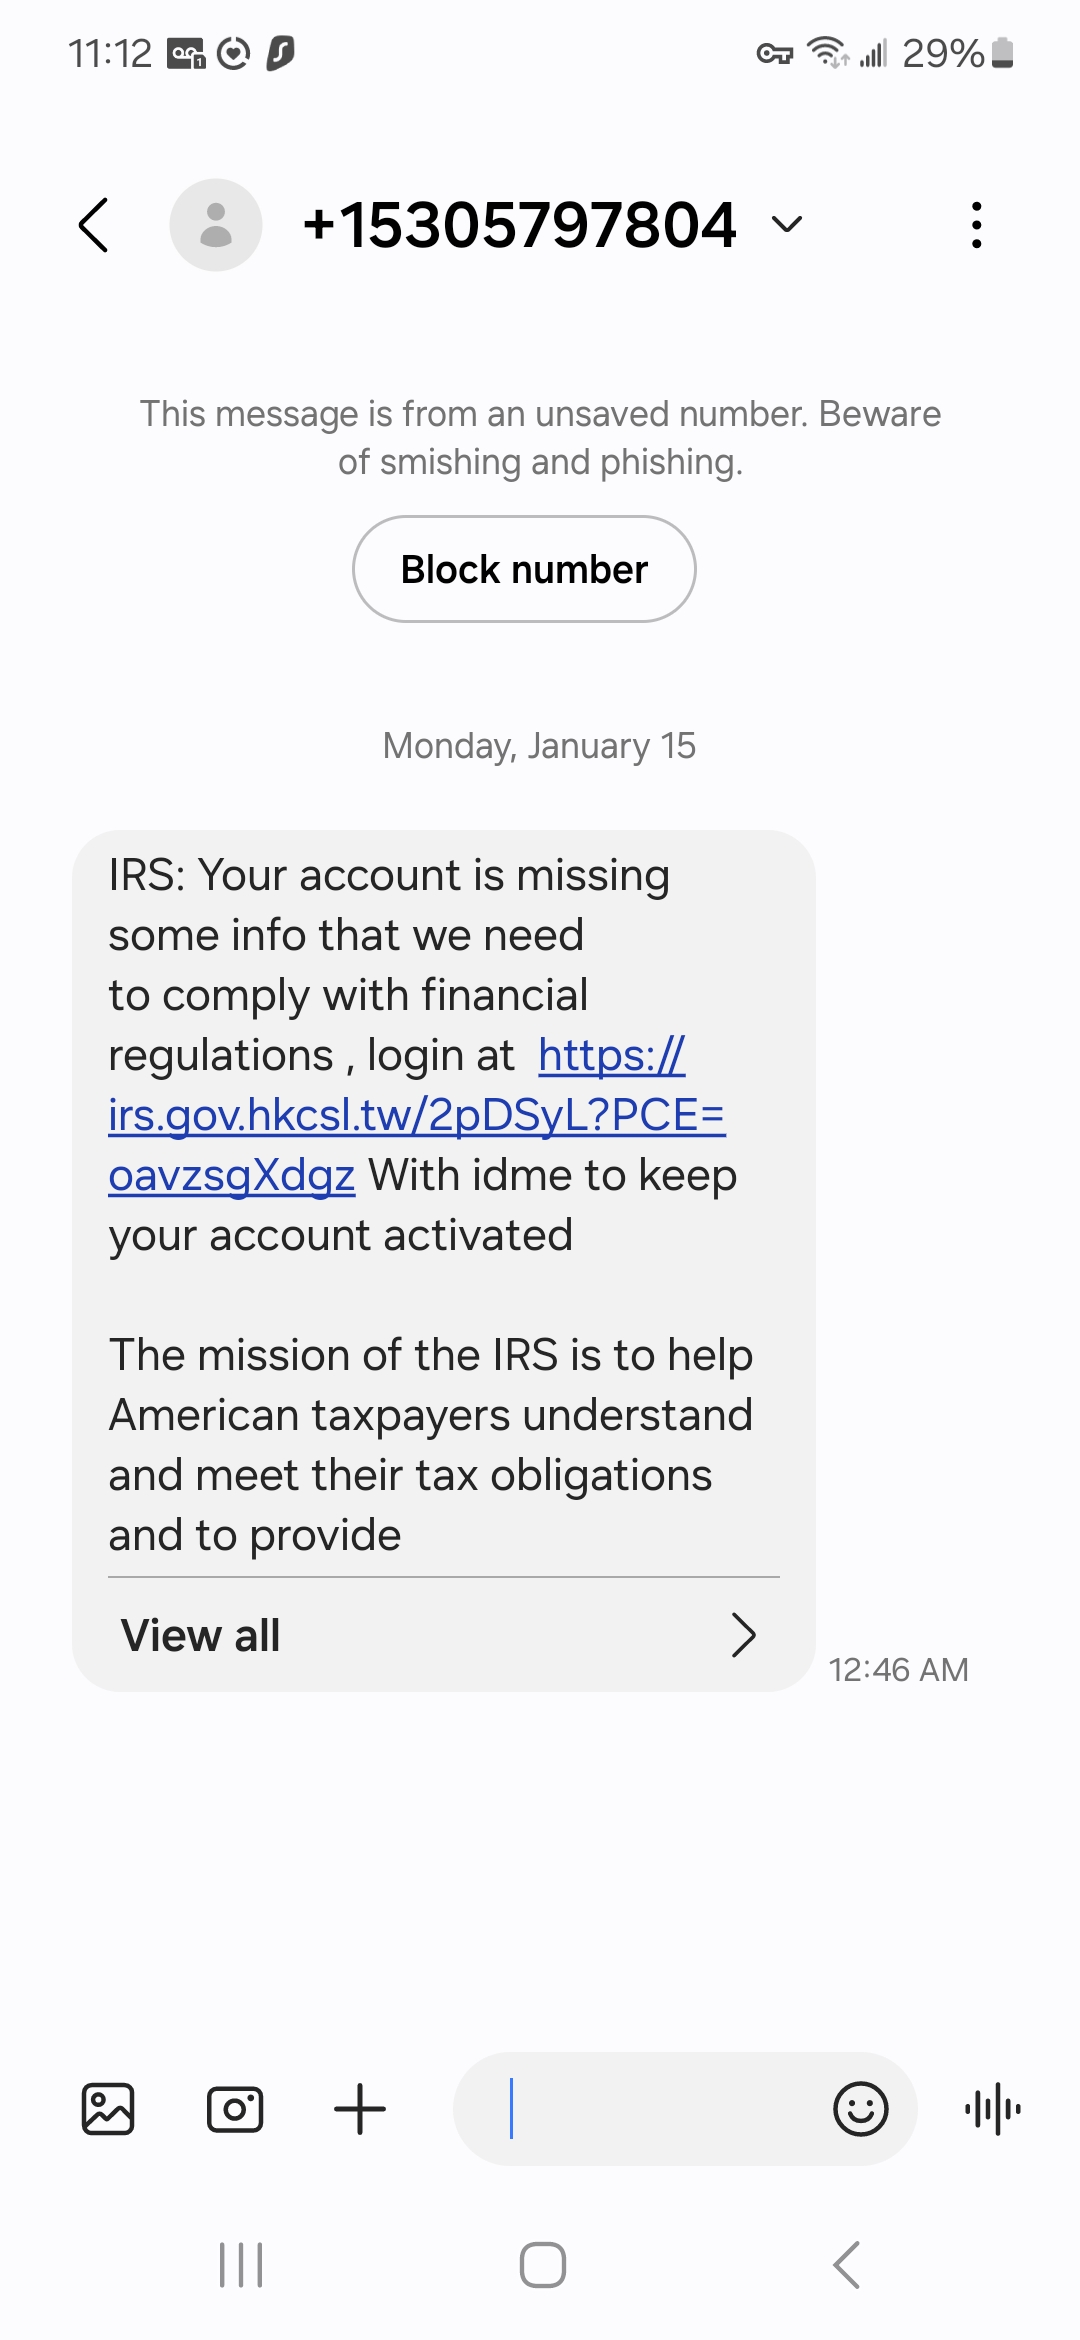 11:12
29%
+15305797804
This message is from an unsaved number. Beware
of smishing and phishing.
Block number
Monday, January 15
IRS: Your account is missing
some info that we need
to comply with financial
regulations , login at  https://
irs.gov.hkcsl.tw/2pDSyL?PCE=
oavzsgXdgz With idme to keep
your account activated
The mission of the IRS is to help
American taxpayers understand
and meet their tax obligations
and to provide
View all
12:46 AM